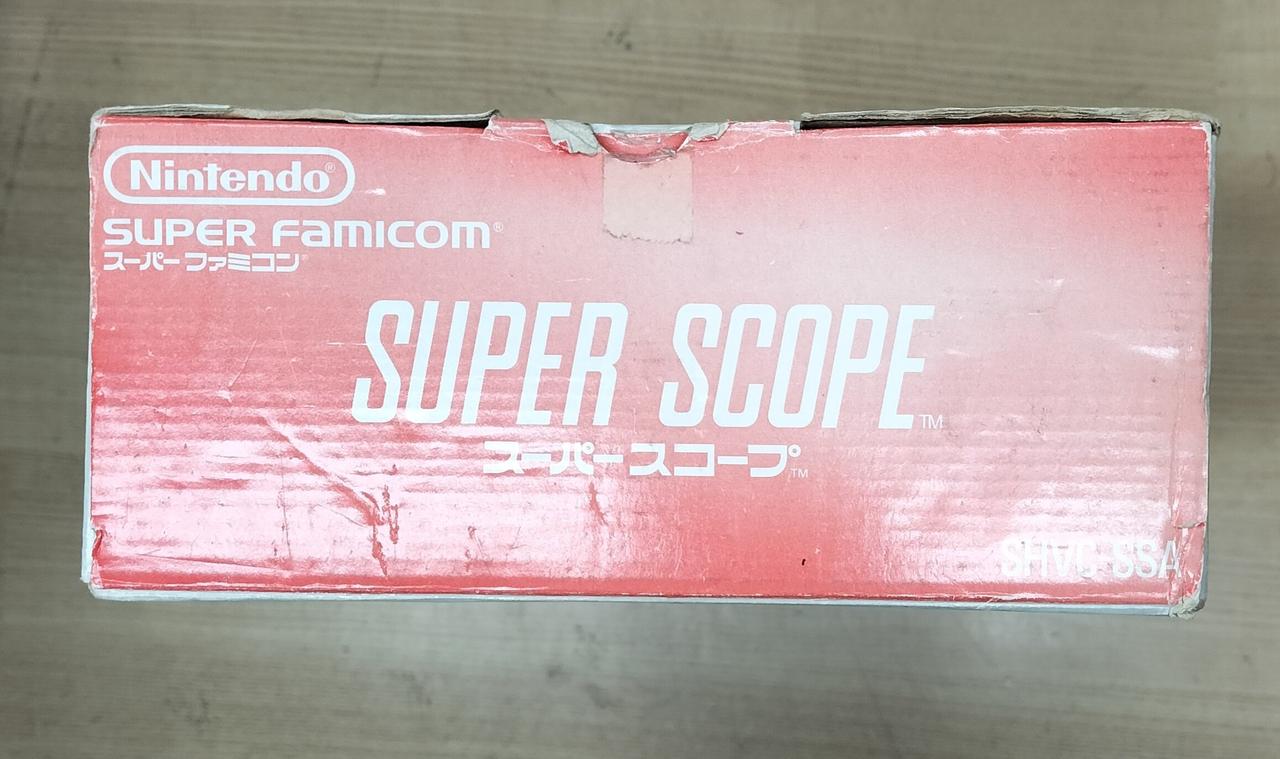 Nintendo®
SUPER FAMICOM®
スーパーファミコン®
SUPER SCOPE™
スーパースコープ™
SHVC-SSA